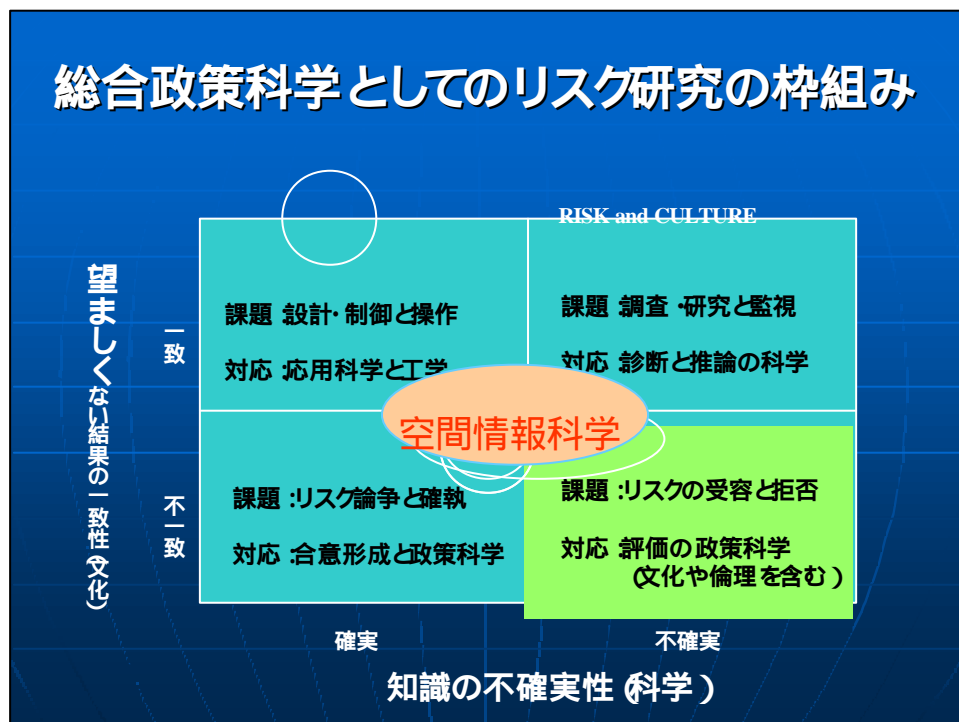 総合政策科学としてのリスク研究の枠組み
RISK and CULTURE
望ましくない結果の一致性(文化)
一致
課題:設計・制御と操作
対応:応用科学と工学
課題:調査・研究と監視
対応:診断と推論の科学
空間情報科学
不一致
課題:リスク論争と確執
対応:合意形成と政策科学
課題:リスクの受容と拒否
対応:評価の政策科学
(文化や倫理を含む)
確実
不確実
知識の不確実性(科学)